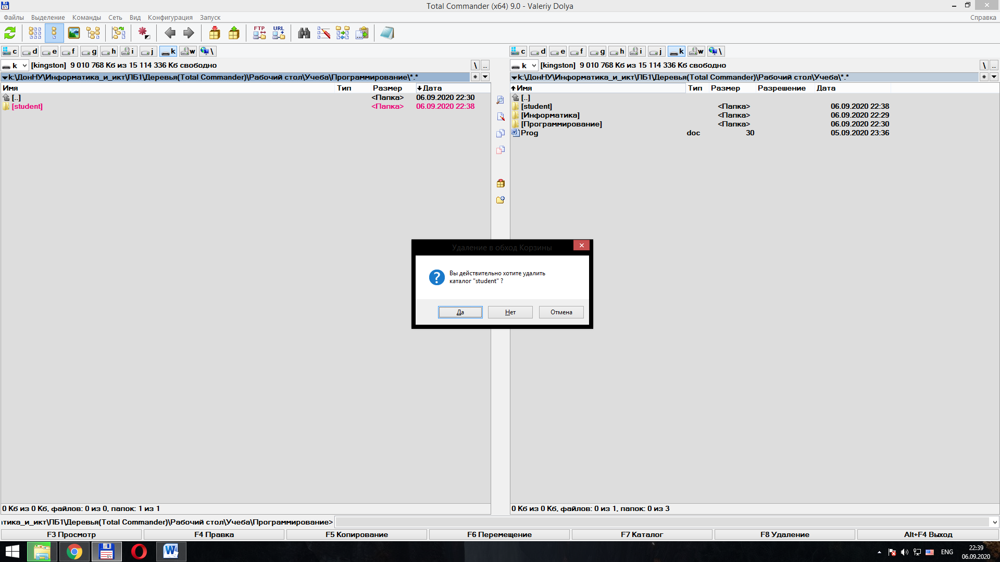 Total Commander (x64) 9.0 - Valeriy Dolya
Файлы Выделение Команды Сеть Вид Конфигурация Запуск Справка
FTP URL
c d e f g h i j k w \ c d e f g h i j k w \
k [kingston] 9 010 768 Кб из 15 114 336 Кб свободно \ .. k [kingston] 9 010 768 Кб из 15 114 336 Кб свободно \ ..
k:\ДонНУ\Информатика_и_икт\ПБ1\Деревья(Total Commander)\Рабочий стол\Учеба\Программирование\*.* * k:\ДонНУ\Информатика_и_икт\ПБ1\Деревья(Total Commander)\Рабочий стол\Учеба\*.* *
Имя Тип Размер Дата Имя Тип Размер Разрешение Дата
[..] <Папка> 06.09.2020 22:30 [..]
[student] <Папка> 06.09.2020 22:38 [student] <Папка> 06.09.2020 22:38
[Информатика] <Папка> 06.09.2020 22:29
[Программирование] <Папка> 06.09.2020 22:30
Prog doc 30 05.09.2020 23:36
Удаление в обход Корзины
Вы действительно хотите удалить
каталог "student" ?
Да Нет Отмена
0 Кб из 0 Кб, файлов: 0 из 0, папок: 1 из 1 0 Кб из 0 Кб, файлов: 0 из 1, папок: 0 из 3
тика_и_икт\ПБ1\Деревья(Total Commander)\Рабочий стол\Учеба\Программирование>
F3 Просмотр F4 Правка F5 Копирование F6 Перемещение F7 Каталог F8 Удаление Alt+F4 Выход
ENG 22:39
06.09.2020